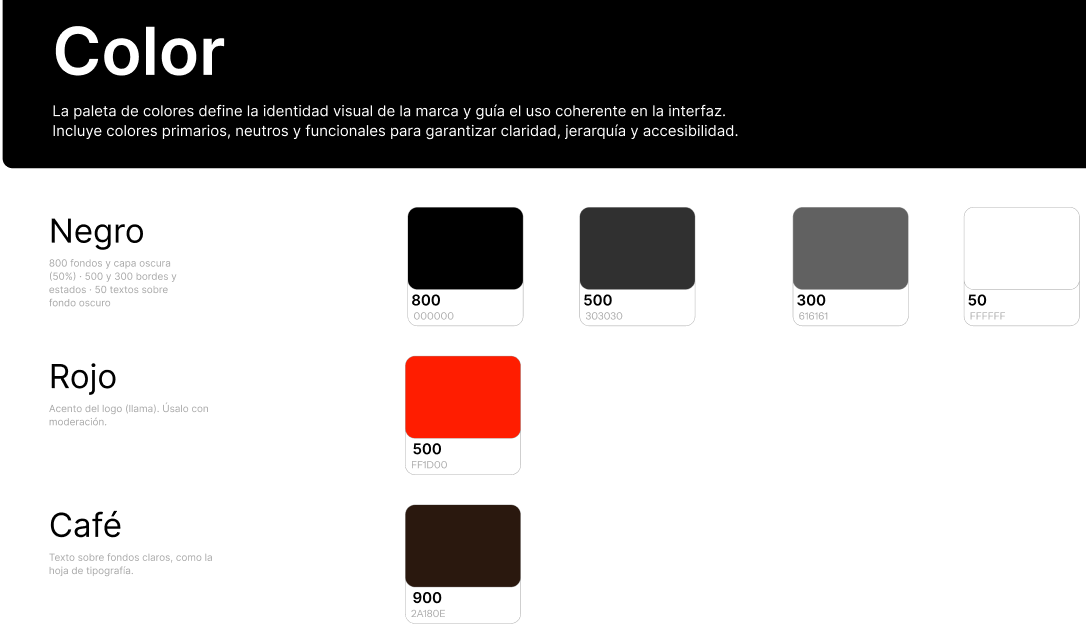 Color
La paleta de colores define la identidad visual de la marca y guía el uso coherente en la interfaz.
Incluye colores primarios, neutros y funcionales para garantizar claridad, jerarquía y accesibilidad.
Negro
800 fondos y capa oscura
(50%) · 500 y 300 bordes y
estados · 50 textos sobre
fondo oscuro
800
000000
500
303030
300
616161
50
FFFFFF
Rojo
Acento del logo (llama). Úsalo con
moderación.
500
FF1D00
Café
Texto sobre fondos claros, como la
hoja de tipografía.
900
2A180E